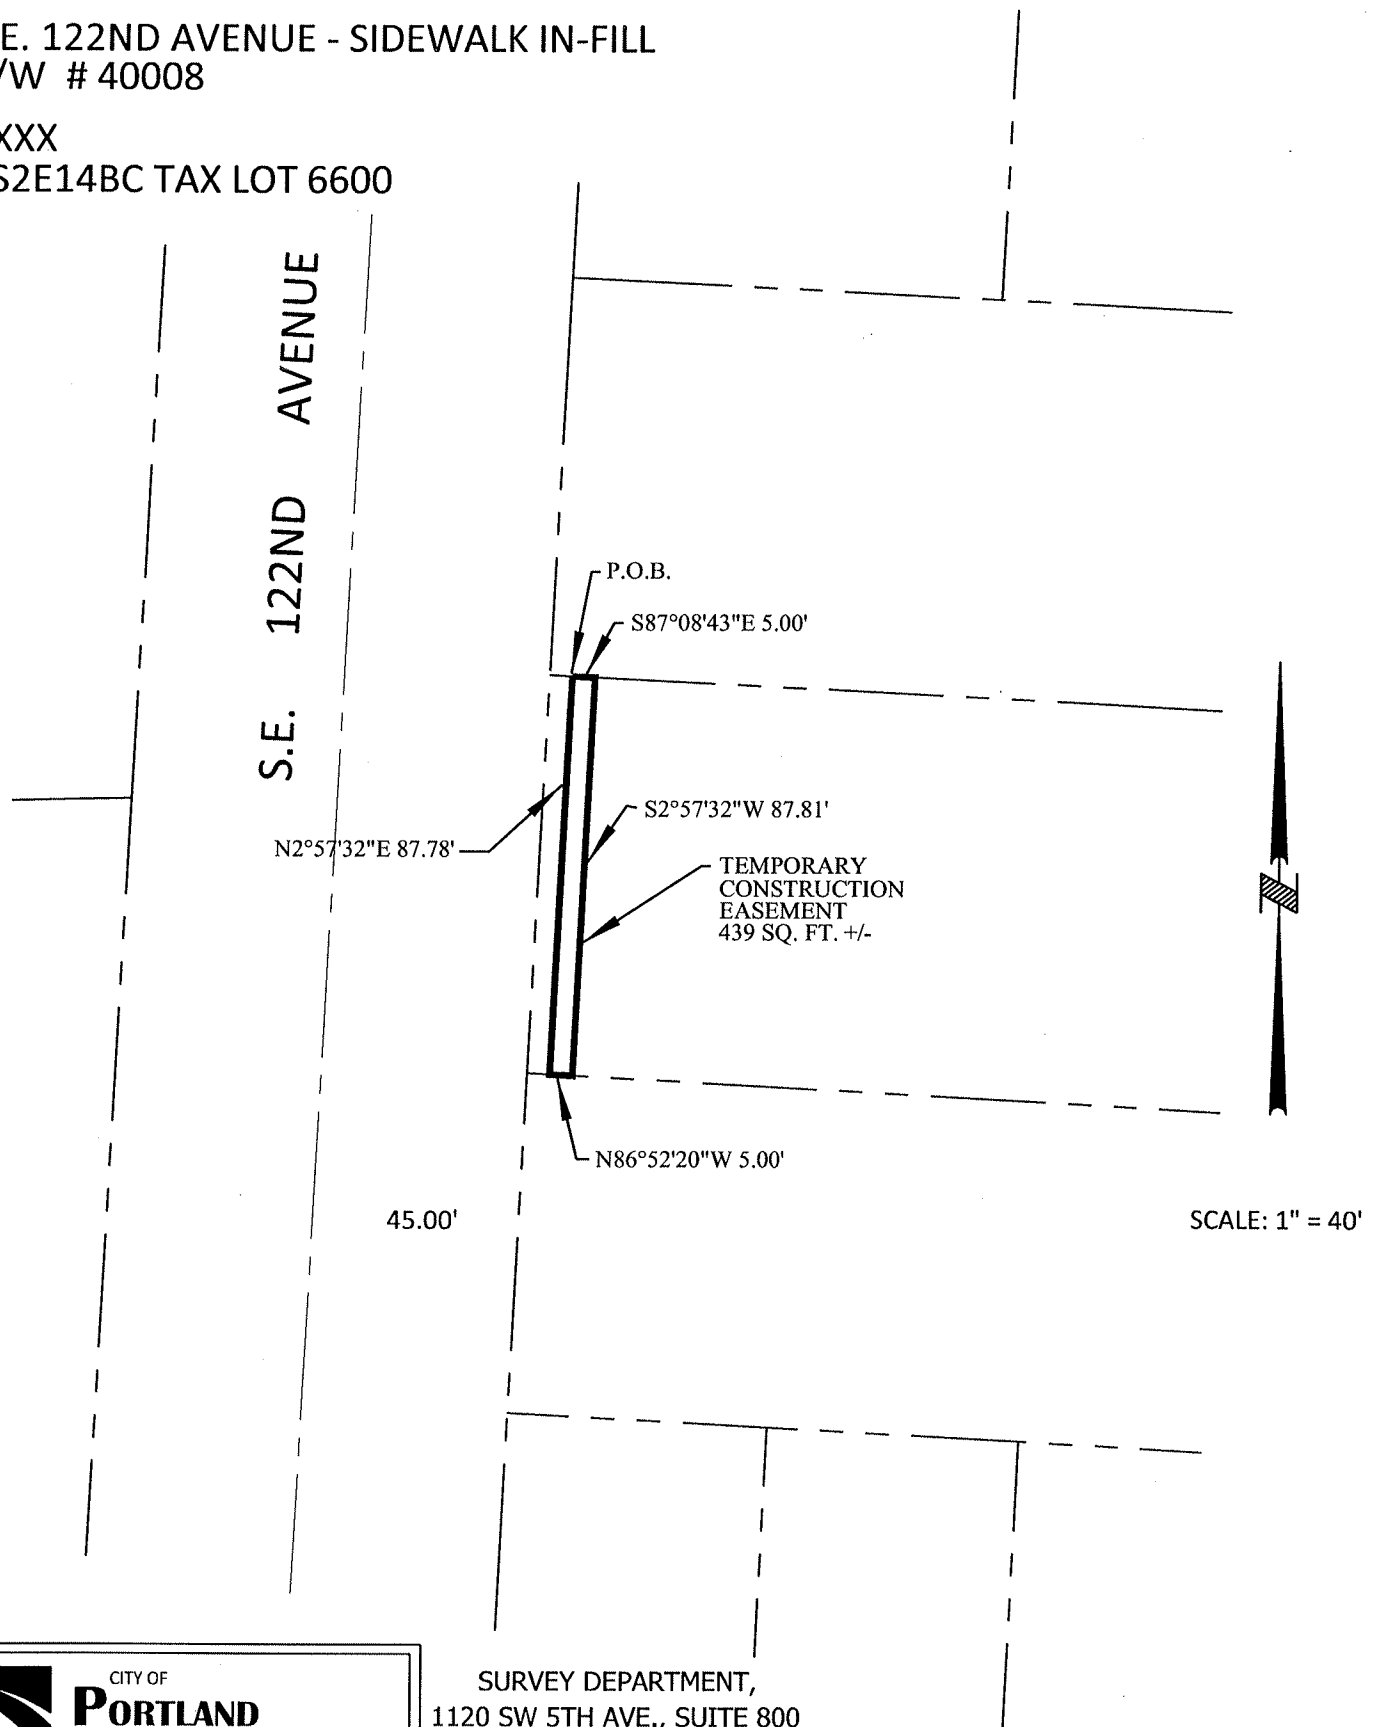 E. 122ND AVENUE - SIDEWALK IN-FILL
/W # 40008
XXX
S2E14BC TAX LOT 6600
S.E. 122ND AVENUE
P.O.B.
S87°08'43"E 5.00'
S2°57'32"W 87.81'
N2°57'32"E 87.78'
TEMPORARY
CONSTRUCTION
EASEMENT
439 SQ. FT. +/-
N86°52'20"W 5.00'
45.00'
SCALE: 1" = 40'
CITY OF
PORTLAND
SURVEY DEPARTMENT,
1120 SW 5TH AVE., SUITE 800